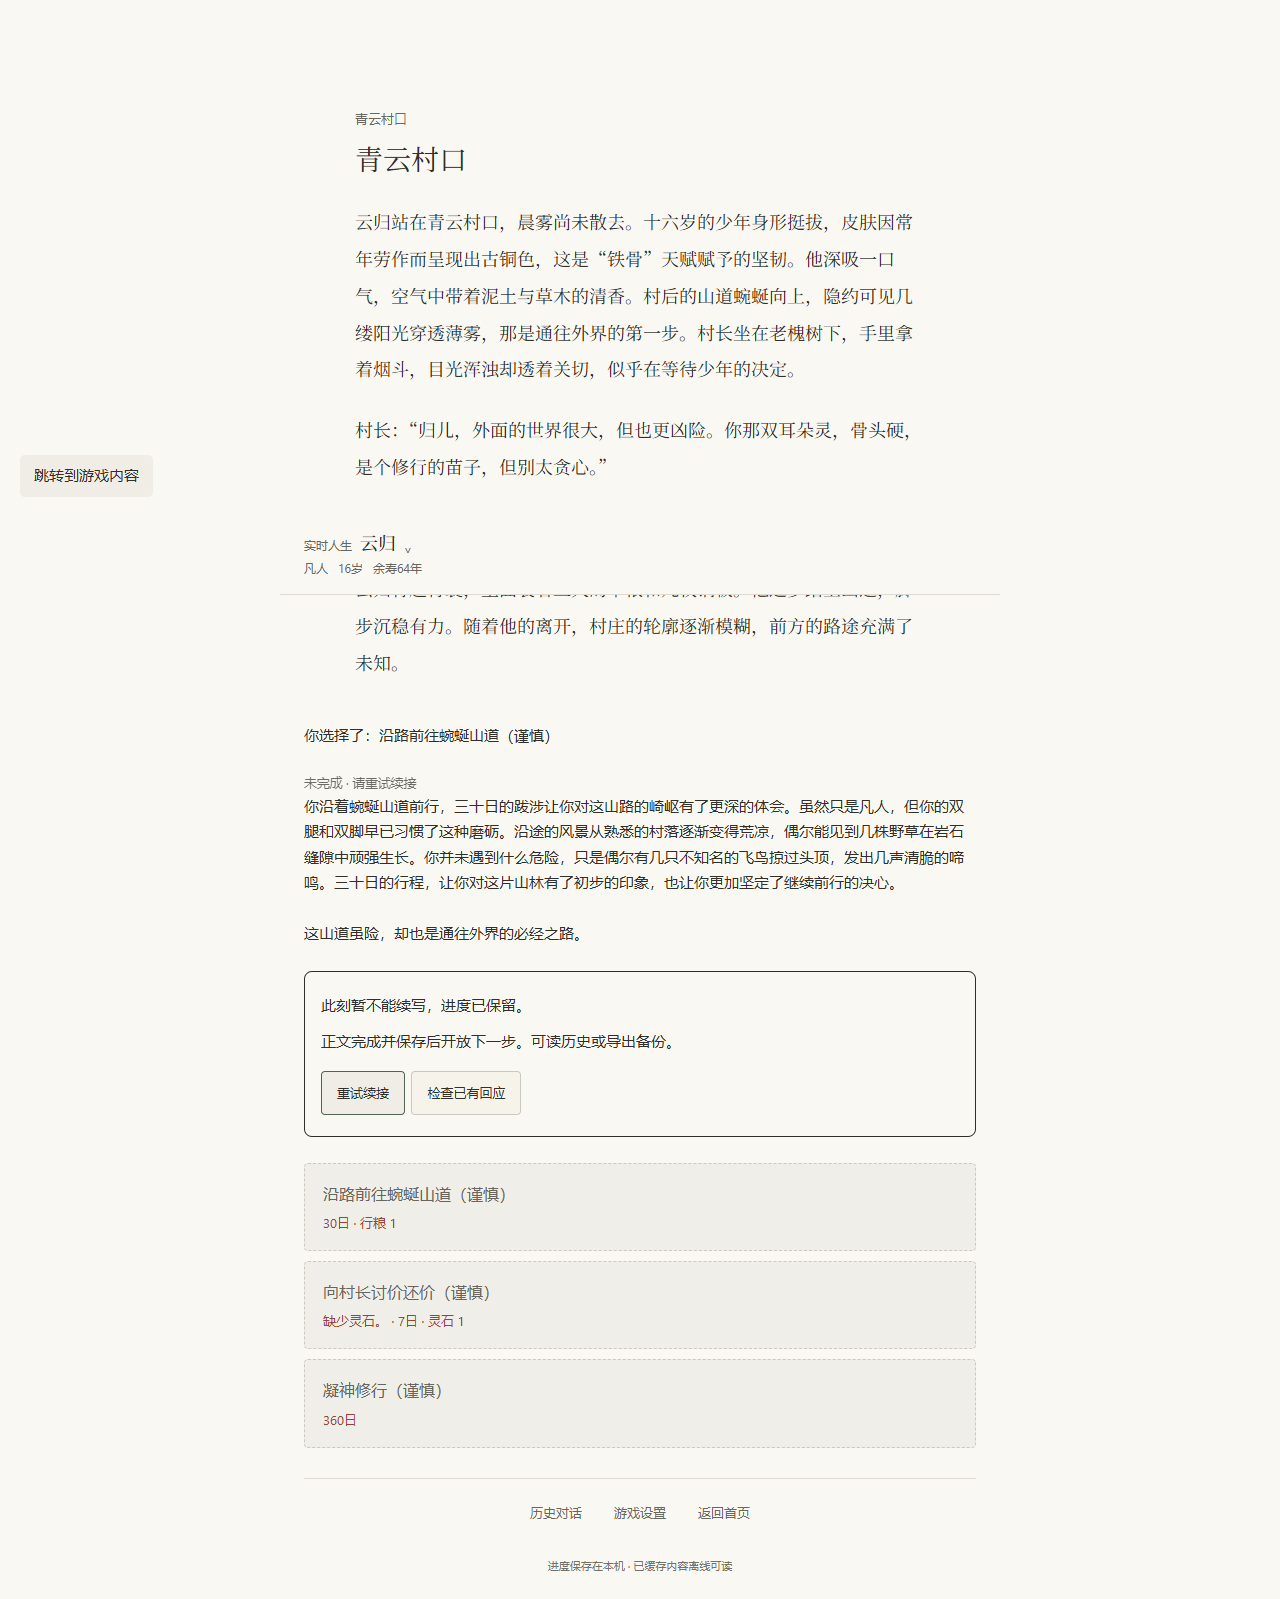 青云村口
青云村口
云归站在青云村口，晨雾尚未散去。十六岁的少年身形挺拔，皮肤因常
年劳作而呈现出古铜色，这是“铁骨”天赋赋予的坚韧。他深吸一口
气，空气中带着泥土与草木的清香。村后的山道蜿蜒向上，隐约可见几
缕阳光穿透薄雾，那是通往外界的第一步。村长坐在老槐树下，手里拿
着烟斗，目光浑浊却透着关切，似乎在等待少年的决定。
村长：“归儿，外面的世界很大，但也更凶险。你那双耳朵灵，骨头硬，
是个修行的苗子，但别太贪心。”
跳转到游戏内容
实时人生 云归 v
凡人 16岁 余寿64年
步沉稳有力。随着他的离开，村庄的轮廓逐渐模糊，前方的路途充满了
未知。
你选择了：沿路前往蜿蜒山道（谨慎）
未完成 · 请重试续接
你沿着蜿蜒山道前行，三十日的跋涉让你对这山路的崎岖有了更深的体会。虽然只是凡人，但你的双
腿和双脚早已习惯了这种磨砺。沿途的风景从熟悉的村落逐渐变得荒凉，偶尔能见到几株野草在岩石
缝隙中顽强生长。你并未遇到什么危险，只是偶尔有几只不知名的飞鸟掠过头顶，发出几声清脆的啼
鸣。三十日的行程，让你对这片山林有了初步的印象，也让你更加坚定了继续前行的决心。
这山道虽险，却也是通往外界的必经之路。
此刻暂不能续写，进度已保留。
正文完成并保存后开放下一步。可读历史或导出备份。
重试续接 检查已有回应
沿路前往蜿蜒山道（谨慎）
30日 · 行粮 1
向村长讨价还价（谨慎）
缺少灵石。 · 7日 · 灵石 1
凝神修行（谨慎）
360日
历史对话 游戏设置 返回首页
进度保存在本机 · 已缓存内容离线可读